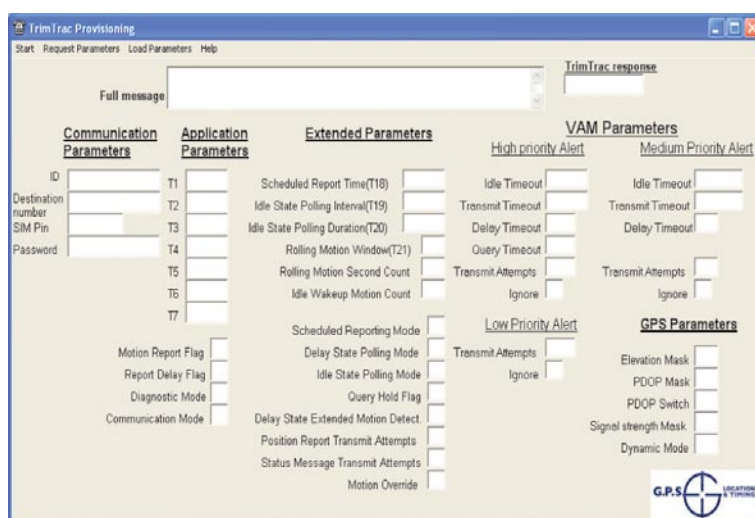 TrimTrac Provisioning
Start Request Parameters Load Parameters Help
Full message
TrimTrac response
Communication Parameters
ID
Destination number
SIM Pin
Password
Application Parameters
T1
T2
T3
T4
T5
T6
T7
Motion Report Flag
Report Delay Flag
Diagnostic Mode
Communication Mode
Extended Parameters
Scheduled Report Time(T18)
Idle State Polling Interval(T19)
Idle State Polling Duration(T20)
Rolling Motion Window(T21)
Rolling Motion Second Count
Idle Wakeup Motion Count
Scheduled Reporting Mode
Delay State Polling Mode
Idle State Polling Mode
Query Hold Flag
Delay State Extended Motion Detect.
Position Report Transmit Attempts
Status Message Transmit Attempts
Motion Override
VAM Parameters
High priority Alert
Idle Timeout
Transmit Timeout
Delay Timeout
Query Timeout
Transmit Attempts
Ignore
Medium Priority Alert
Idle Timeout
Transmit Timeout
Delay Timeout
Transmit Attempts
Ignore
Low Priority Alert
Transmit Attempts
Ignore
GPS Parameters
Elevation Mask
PDOP Mask
PDOP Switch
Signal strength Mask
Dynamic Mode
G.P.S. LOCATION & TIMING